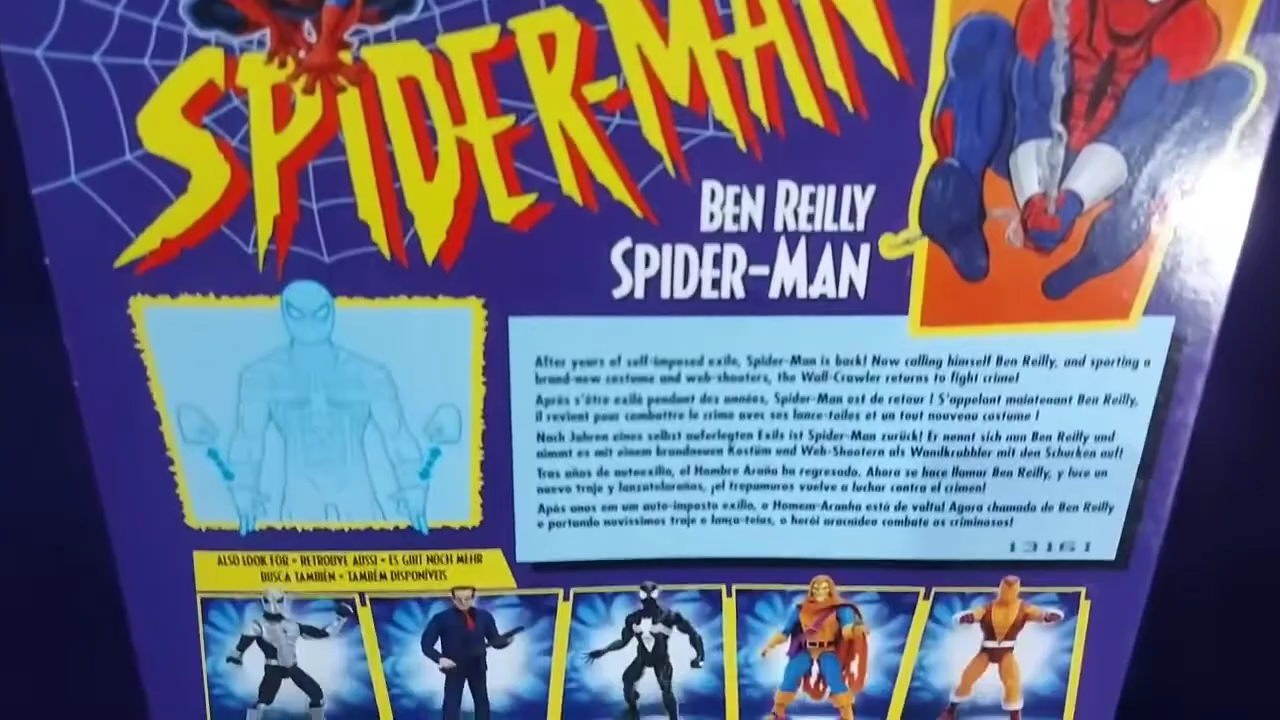 SPIDER-MAN
BEN REILLY
SPIDER-MAN
After years of self-imposed exile, Spider-Man is back! Now calling himself Ben Reilly, and sporting a
brand-new costume and web-shooters, the Wall-Crawler returns to fight crime!
Après s'être exilé pendant des années, Spider-Man est de retour ! S'appelant maintenant Ben Reilly,
il revient pour combattre le crime avec ses lance-toiles et un tout nouveau costume !
Nach Jahren eines selbst auferlegten Exils ist Spider-Man zurück! Er nennt sich nun Ben Reilly und
nimmt es mit einem brandneuen Kostüm und Web-Shootern als Wandkrabbler mit den Schurken auf!
Tras años de autoexilio, el Hombre Araña ha regresado. Ahora se hace llamar Ben Reilly, y luce un
nuevo traje y lanzatelarañas, ¡el trepamuros vuelve a luchar contra el crimen!
Após anos em um auto-imposto exílio, o Homem-Aranha está de volta! Agora chamado de Ben Reilly
e portando novíssimos traje e lança-teias, o herói aracnídeo combate os criminosos!
13161
ALSO LOOK FOR • RETROUVE AUSSI • ES GIBT NOCH MEHR
BUSCA TAMBIÉN • TAMBÉM DISPONÍVEIS